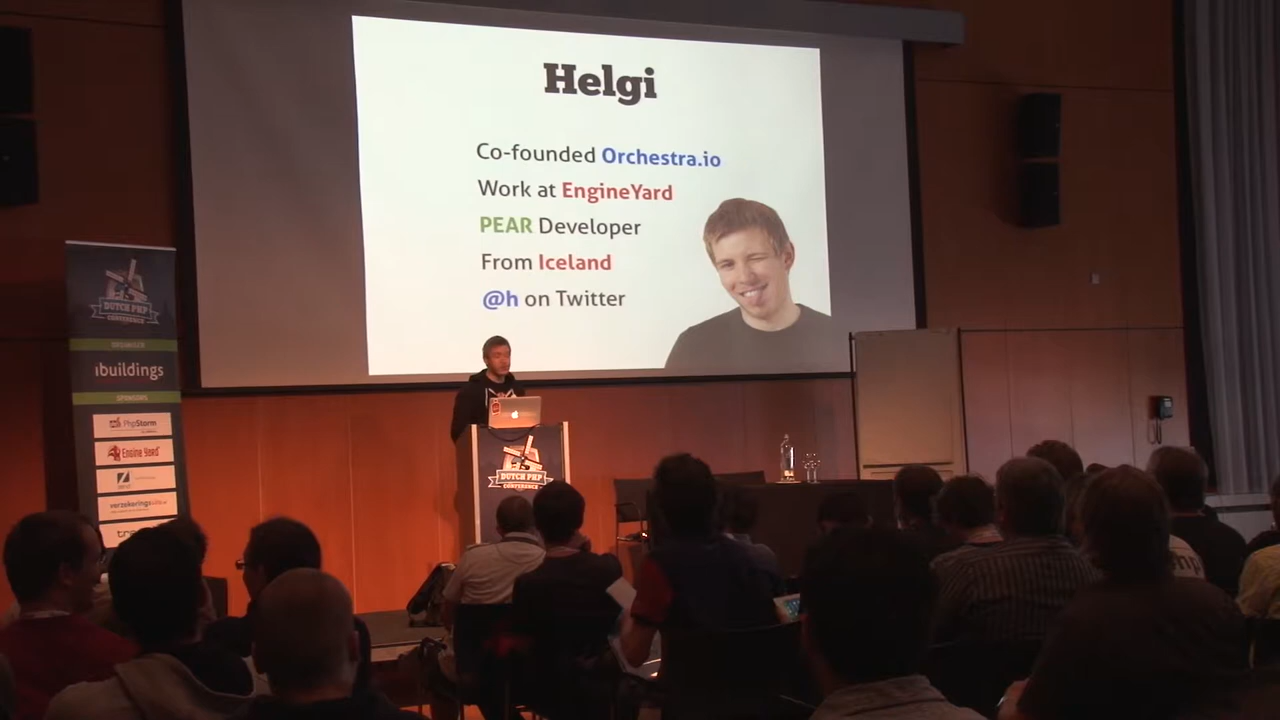 Helgi
Co-founded Orchestra.io
Work at EngineYard
PEAR Developer
From Iceland
@h on Twitter
DUTCH PHP
CONFERENCE
ORGANIZER
ibuildings
SPONSORS
PhpStorm
Engine Yard
DUTCH PHP
CONFERENCE